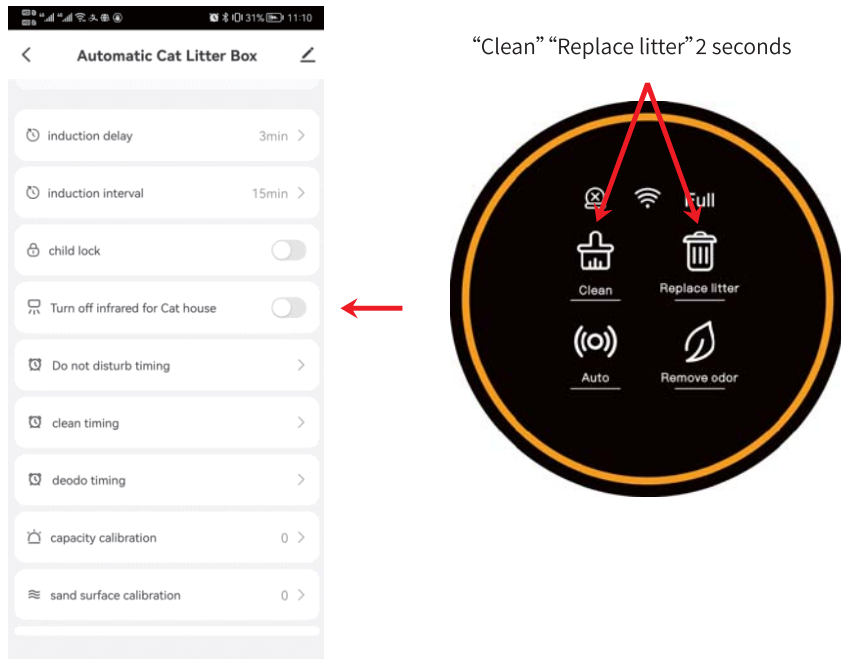 31% 11:10
Automatic Cat Litter Box
induction delay 3min
induction interval 15min
child lock
Turn off infrared for Cat house
Do not disturb timing
clean timing
deodo timing
capacity calibration 0
sand surface calibration 0
“Clean” “Replace litter” 2 seconds
Full
Clean Replace litter
Auto Remove odor